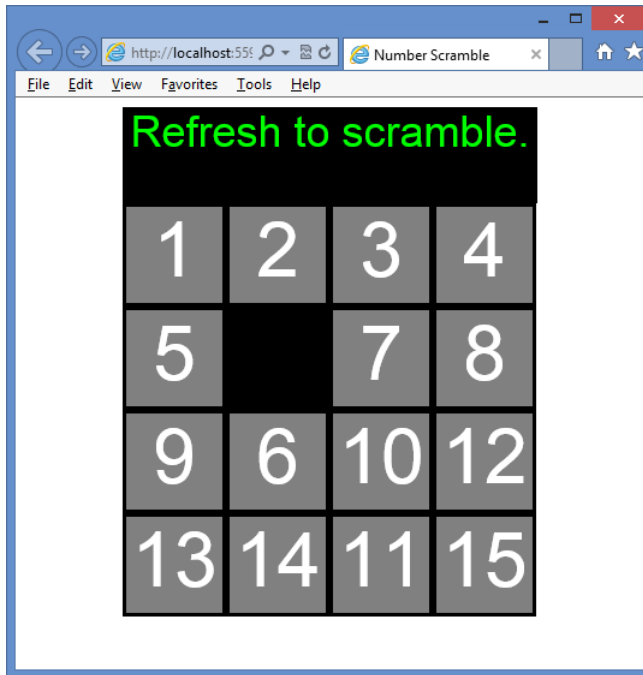 http://localhost:559 Number Scramble
File Edit View Favorites Tools Help
Refresh to scramble.
1 2 3 4
5 7 8
9 6 10 12
13 14 11 15